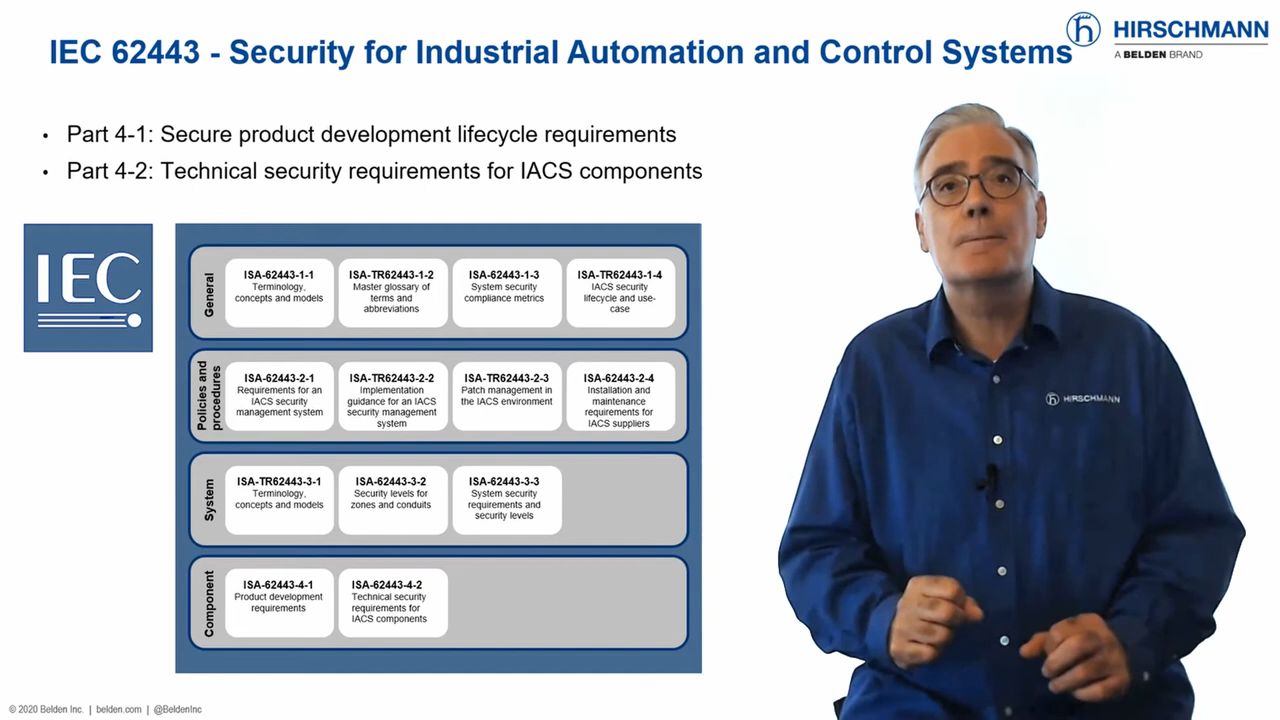 IEC 62443 - Security for Industrial Automation and Control Systems
HIRSCHMANN
A BELDEN BRAND
• Part 4-1: Secure product development lifecycle requirements
• Part 4-2: Technical security requirements for IACS components
IEC
General
ISA-62443-1-1
Terminology,
concepts and models
ISA-TR62443-1-2
Master glossary of
terms and
abbreviations
ISA-62443-1-3
System security
compliance metrics
ISA-TR62443-1-4
IACS security
lifecycle and use-
case
Policies and
procedures
ISA-62443-2-1
Requirements for an
IACS security
management system
ISA-TR62443-2-2
Implementation
guidance for an IACS
security management
system
ISA-TR62443-2-3
Patch management in
the IACS environment
ISA-62443-2-4
Installation and
maintenance
requirements for
IACS suppliers
System
ISA-TR62443-3-1
Terminology,
concepts and models
ISA-62443-3-2
Security levels for
zones and conduits
ISA-62443-3-3
System security
requirements and
security levels
Component
ISA-62443-4-1
Product development
requirements
ISA-62443-4-2
Technical security
requirements for
IACS components
HIRSCHMANN
© 2020 Belden Inc. | belden.com | @BeldenInc